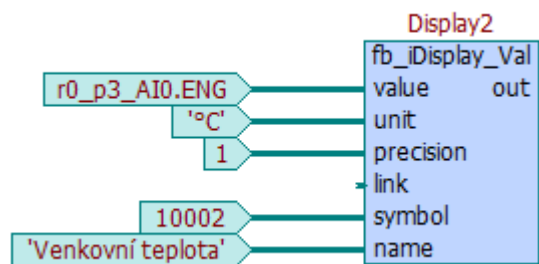 Display2
fb_iDisplay_Val
r0_p3_AI0.ENG value out
'°C' unit
1 precision
link
10002 symbol
'Venkovní teplota' name